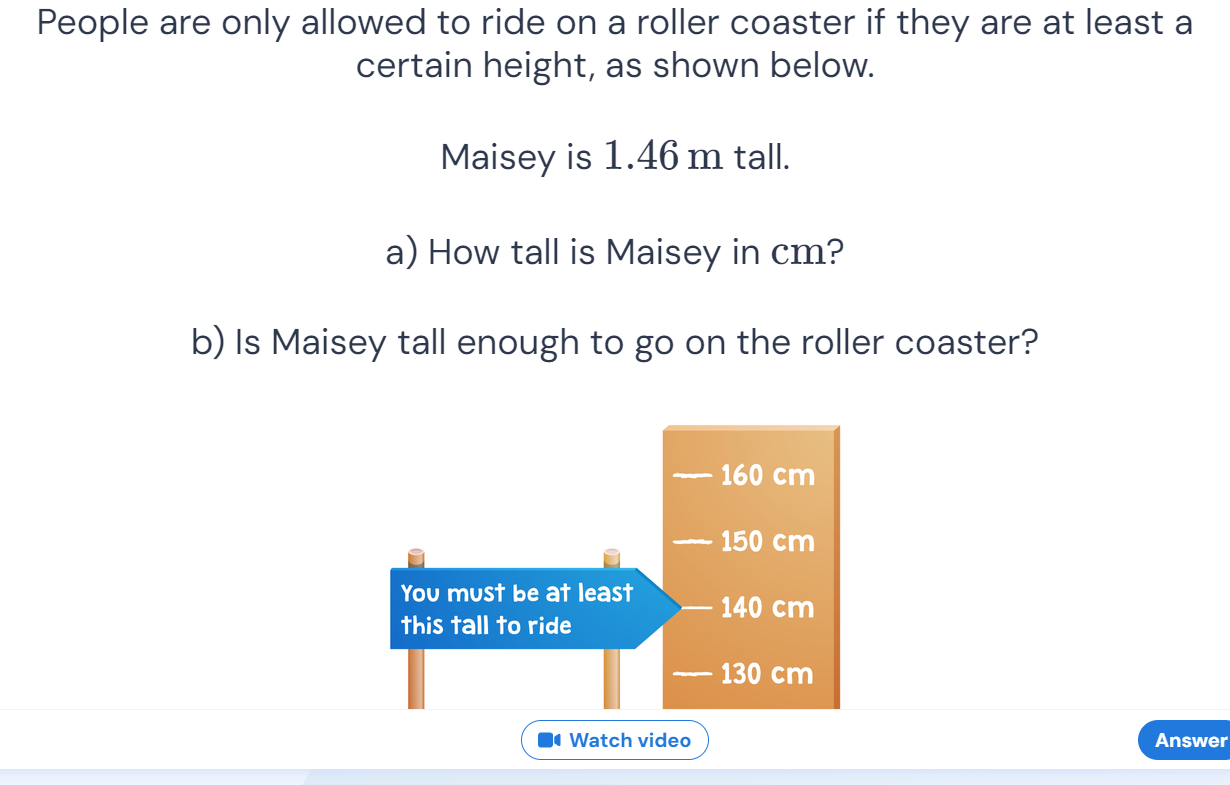 People are only allowed to ride on a roller coaster if they are at least a
certain height, as shown below.
Maisey is 1.46 m tall.
a) How tall is Maisey in cm?
b) Is Maisey tall enough to go on the roller coaster?
160 cm
150 cm
You must be at least
this tall to ride
140 cm
130 cm
Watch video
Answer